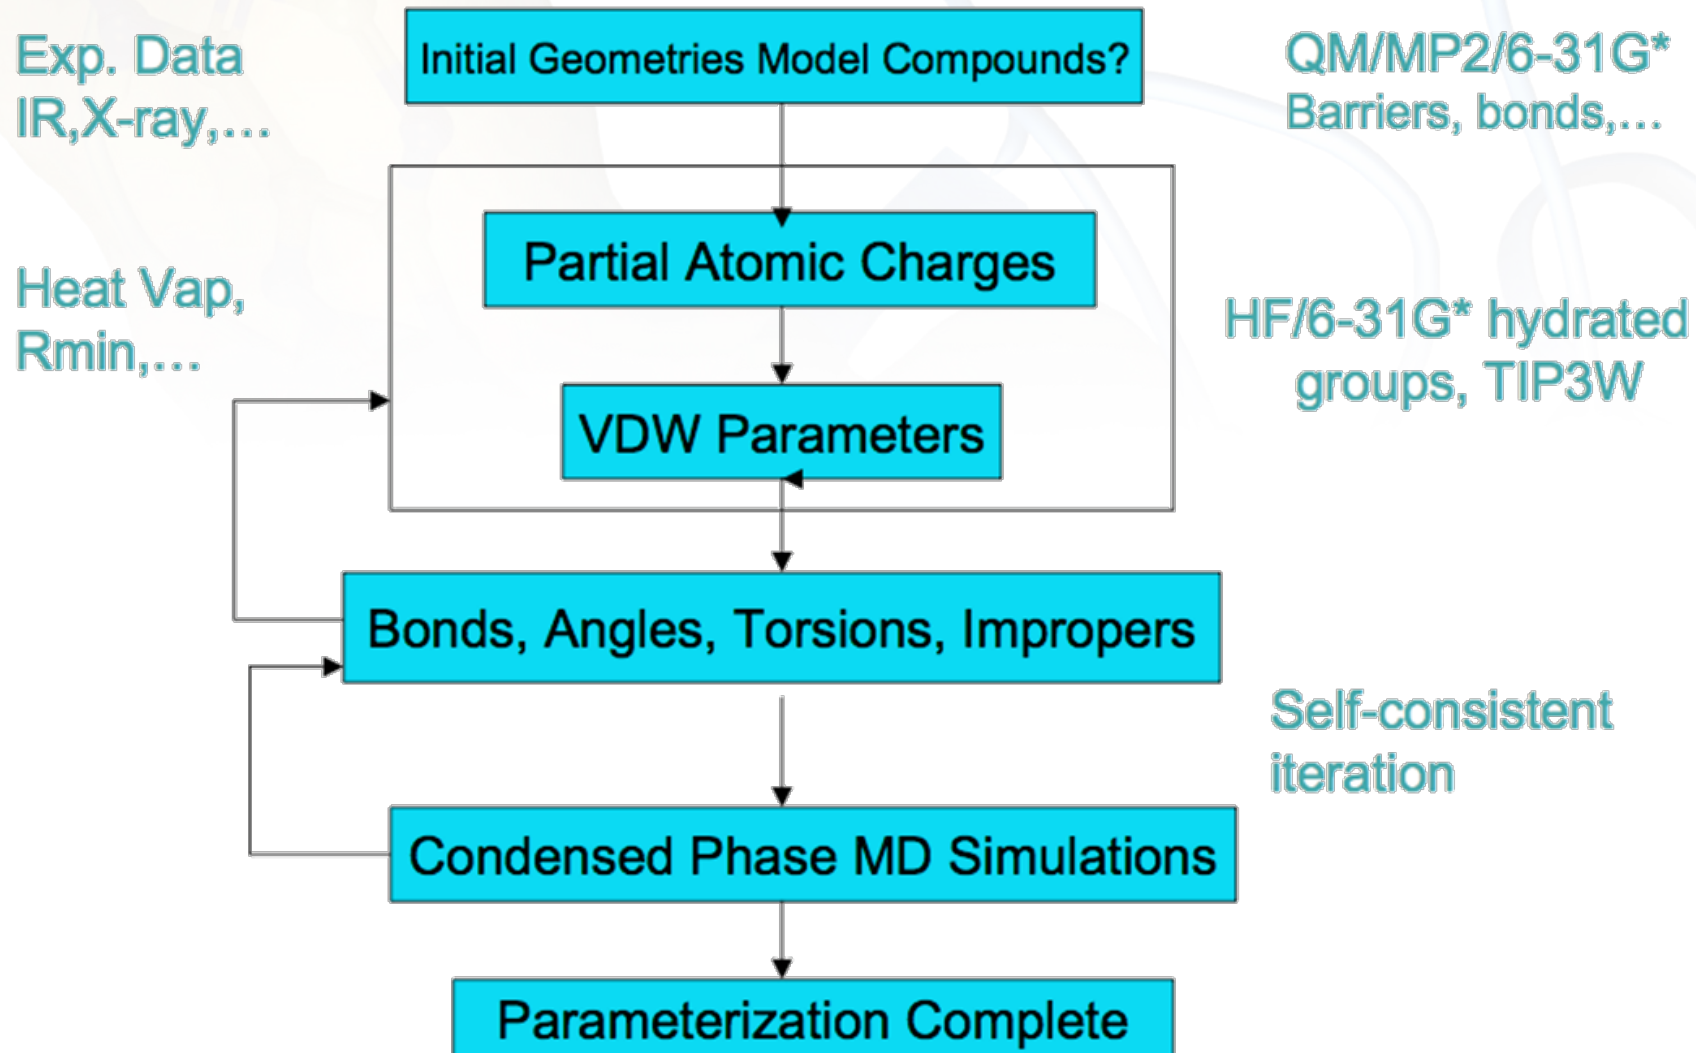 Exp. Data
IR,X-ray,…
Initial Geometries Model Compounds?
QM/MP2/6-31G*
Barriers, bonds,…
Partial Atomic Charges
Heat Vap,
Rmin,…
HF/6-31G* hydrated
groups, TIP3W
VDW Parameters
Bonds, Angles, Torsions, Impropers
Self-consistent
iteration
Condensed Phase MD Simulations
Parameterization Complete